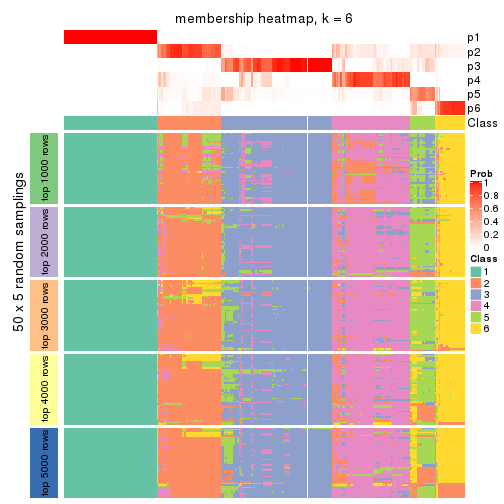 membership heatmap, k = 6
p1
p2
p3
p4
p5
p6
Class
50 x 5 random samplings
top 1000 rows
top 2000 rows
top 3000 rows
top 4000 rows
top 5000 rows
Prob
1
0.8
0.6
0.4
0.2
0
Class
1
2
3
4
5
6